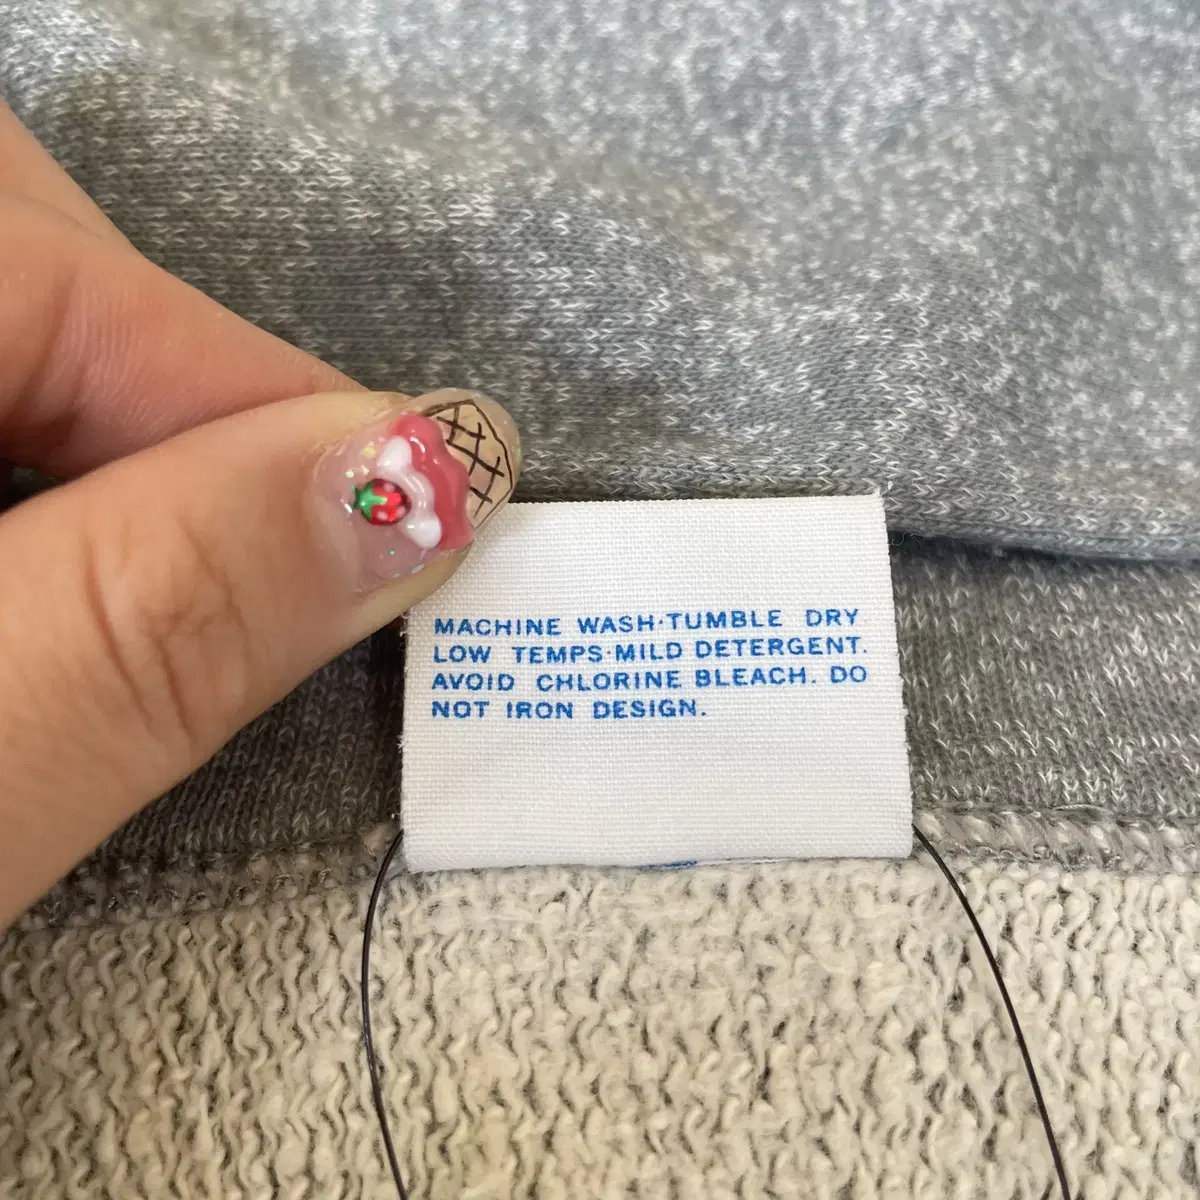 MACHINE WASH·TUMBLE DRY
LOW TEMPS·MILD DETERGENT.
AVOID CHLORINE BLEACH. DO
NOT IRON DESIGN.